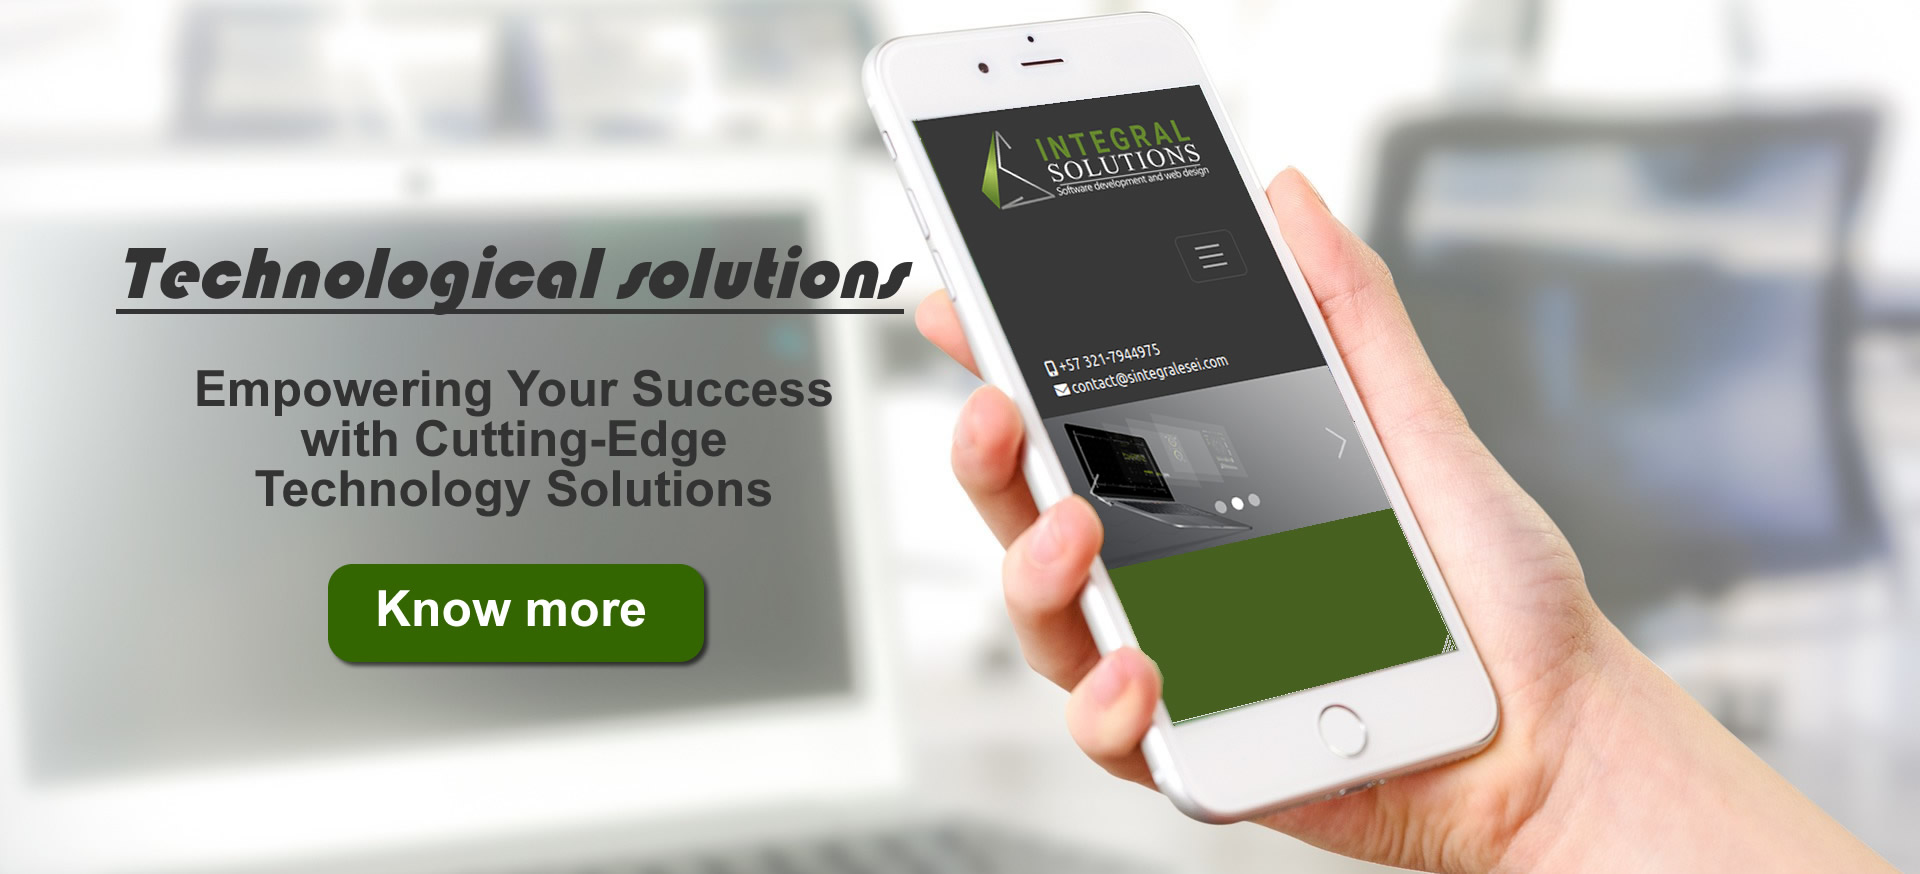 Technological solutions
Empowering Your Success
with Cutting-Edge
Technology Solutions
Know more
INTEGRAL
SOLUTIONS
Software development and web design
+57 321-7944975
contact@sintegralesei.com